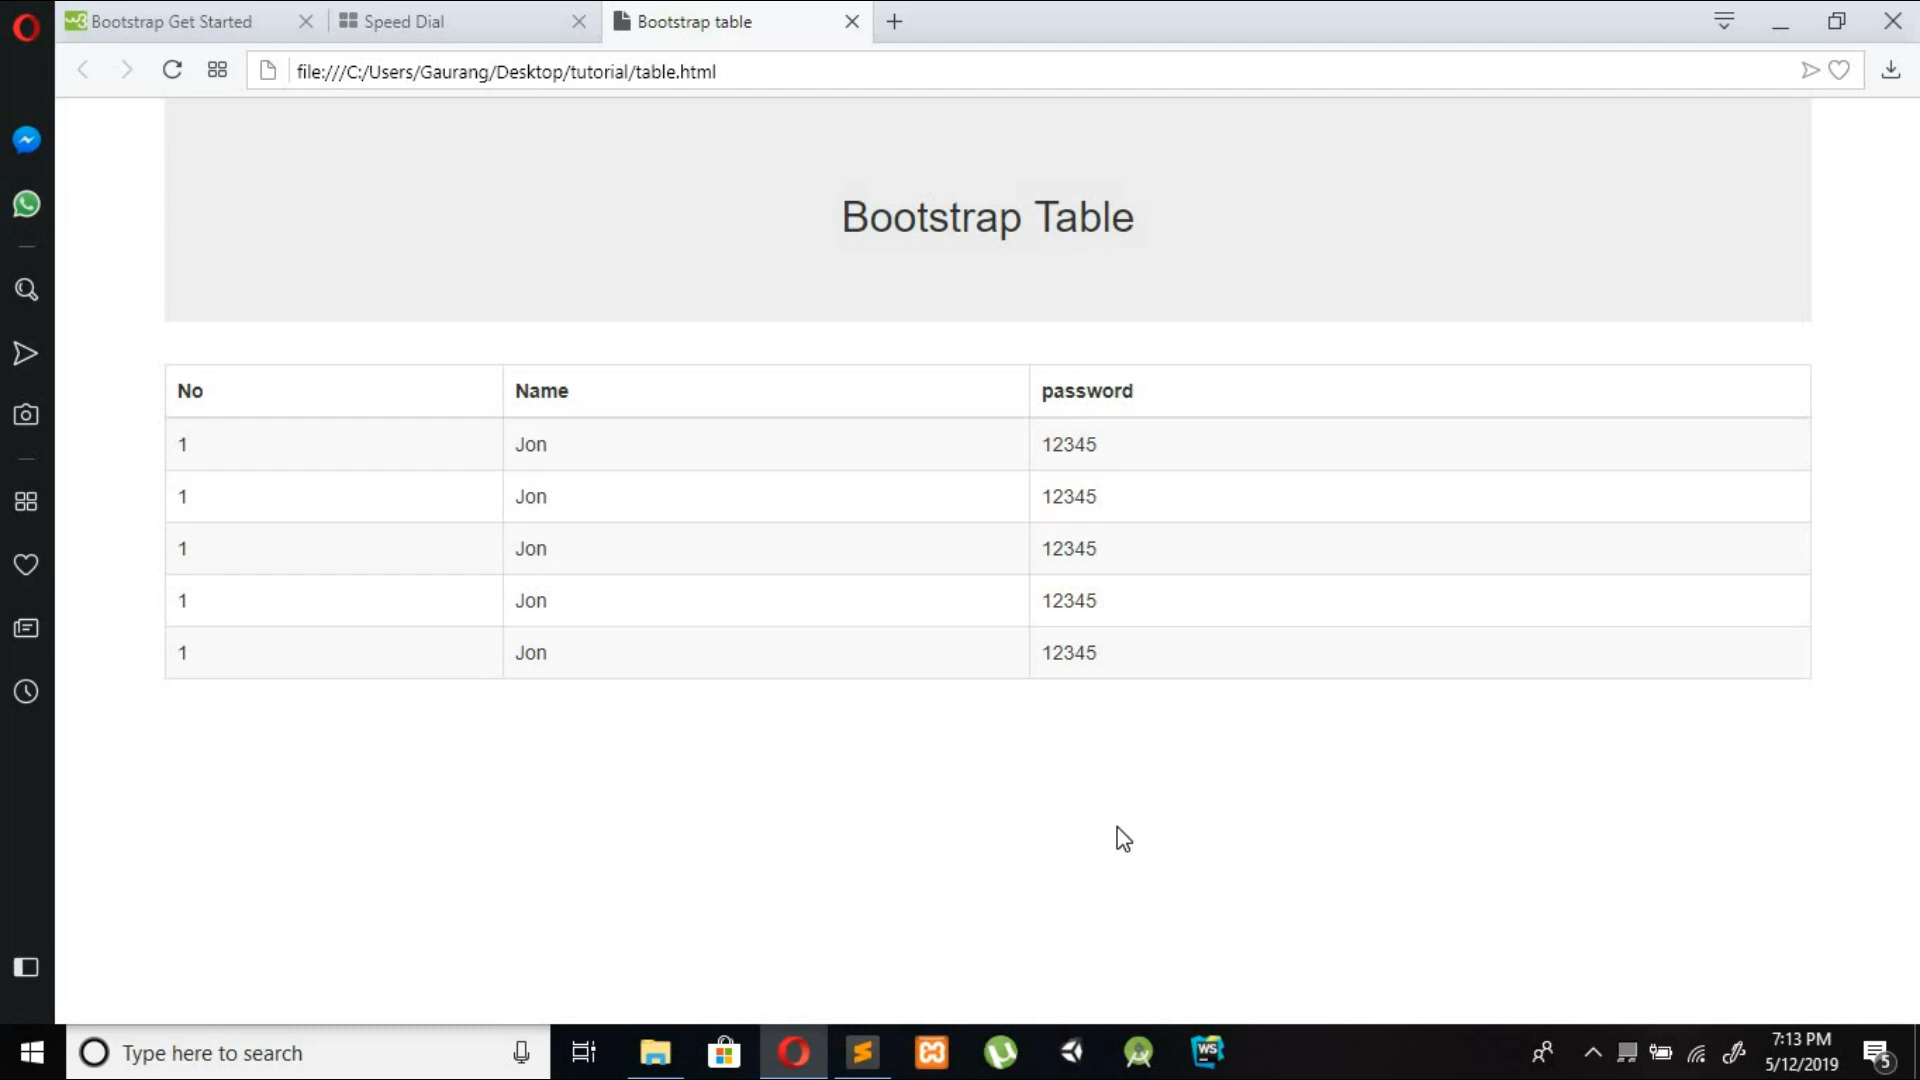 Bootstrap Get Started
Speed Dial
Bootstrap table
file:///C:/Users/Gaurang/Desktop/tutorial/table.html
Bootstrap Table
No Name password
1 Jon 12345
1 Jon 12345
1 Jon 12345
1 Jon 12345
1 Jon 12345
Type here to search
WS
7:13 PM
5/12/2019
5